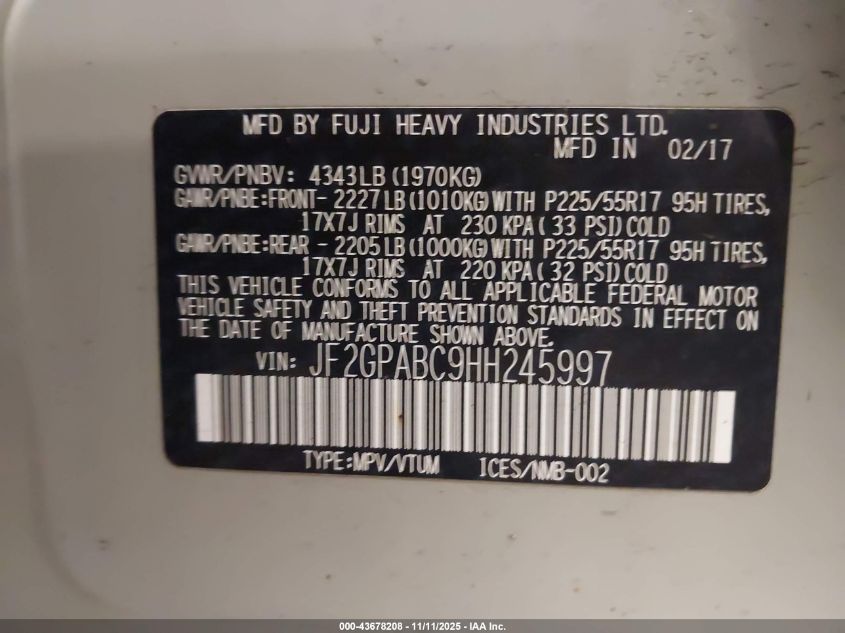 MFD BY FUJI HEAVY INDUSTRIES LTD.
MFD IN 02/17
GVWR/PNBV: 4343LB (1970KG)
GAWR/PNBE:FRONT- 2227LB (1010KG)WITH P225/55R17 95H TIRES,
17X7J RIMS AT 230 KPA( 33 PSI)COLD
GAWR/PNBE:REAR - 2205LB (1000KG)WITH P225/55R17 95H TIRES,
17X7J RIMS AT 220 KPA( 32 PSI)COLD
THIS VEHICLE CONFORMS TO ALL APPLICABLE FEDERAL MOTOR
VEHICLE SAFETY AND THEFT PREVENTION STANDARDS IN EFFECT ON
THE DATE OF MANUFACTURE SHOWN ABOVE.
VIN: JF2GPABC9HH245997
TYPE:MPV/VTUM ICES/NMB-002
000-43678208 - 11/11/2025 - IAA Inc.